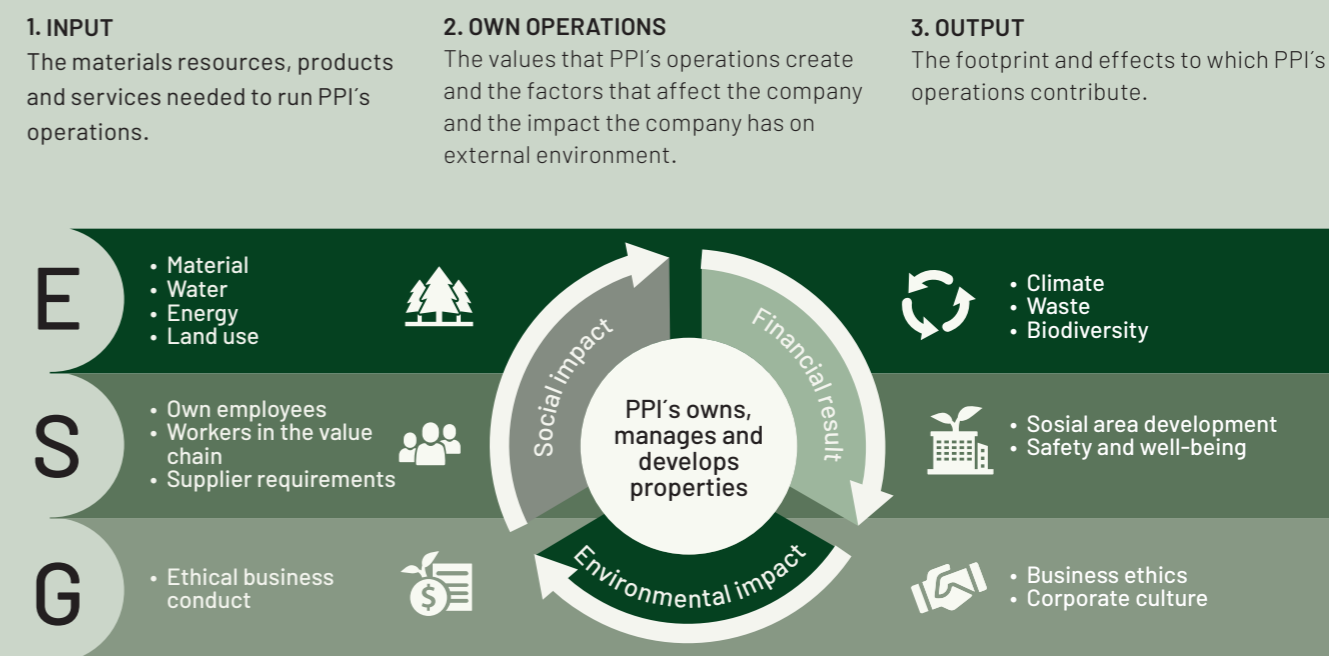 1. INPUT
The materials resources, products
and services needed to run PPI´s
operations.
2. OWN OPERATIONS
The values that PPI´s operations create
and the factors that affect the company
and the impact the company has on
external environment.
3. OUTPUT
The footprint and effects to which PPI´s
operations contribute.
E
• Material
• Water
• Energy
• Land use
S
• Own employees
• Workers in the value
chain
• Supplier requirements
G
• Ethical business
conduct
Social impact
Financial result
Environmental impact
PPI´s owns,
manages and
develops
properties
• Climate
• Waste
• Biodiversity
• Sosial area development
• Safety and well-being
• Business ethics
• Corporate culture
$